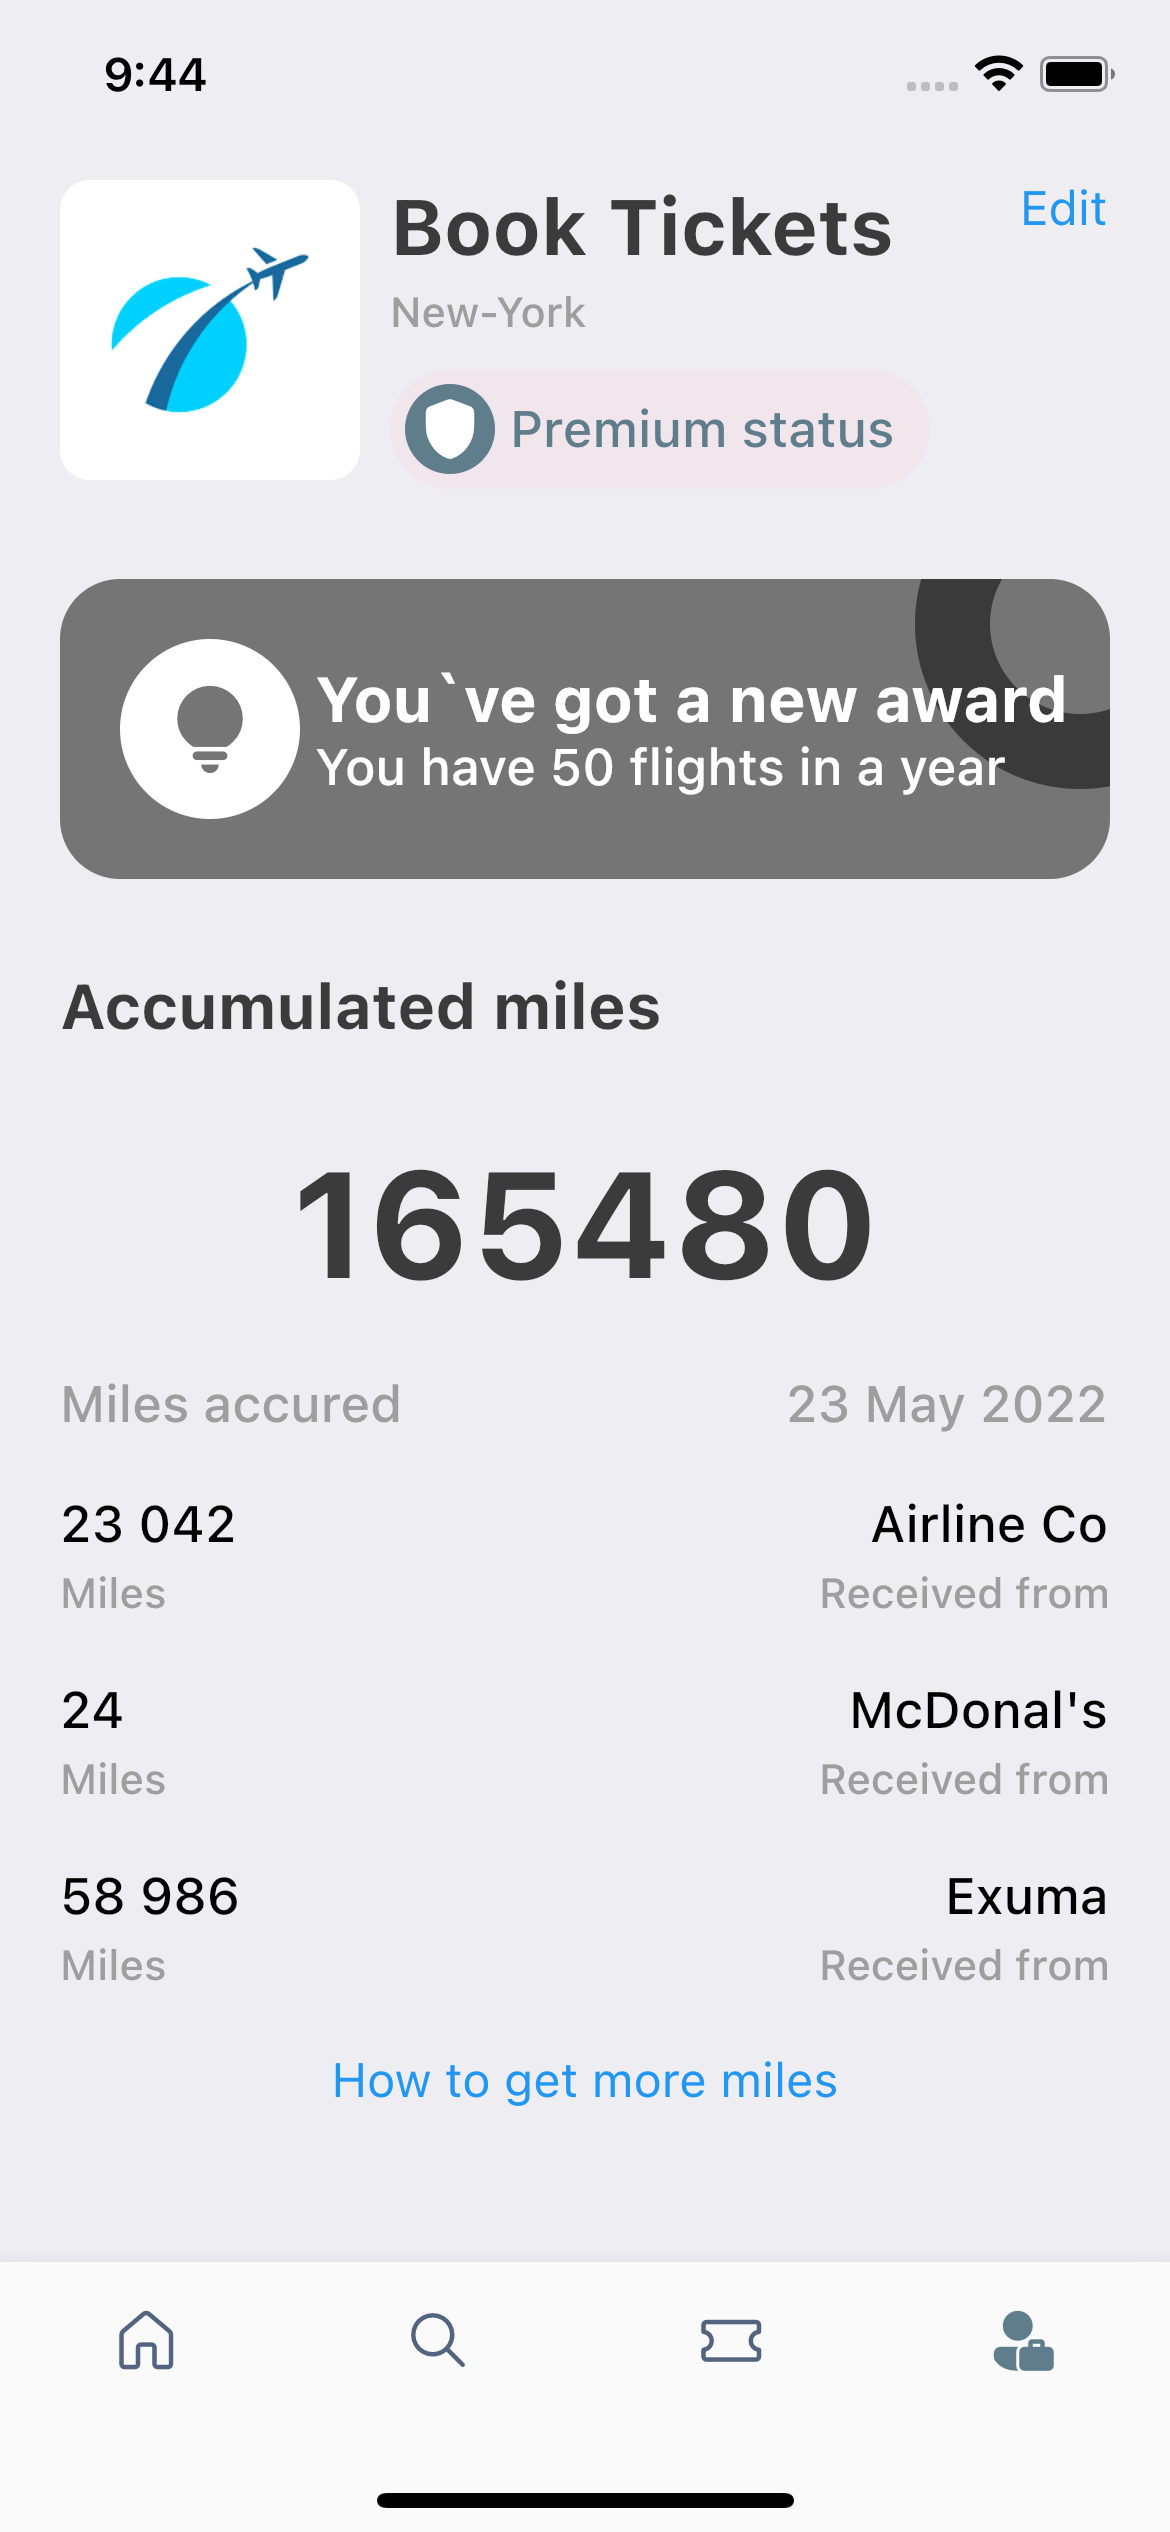 9:44
Book Tickets
Edit
New-York
Premium status
You`ve got a new award
You have 50 flights in a year
Accumulated miles
165480
Miles accured
23 May 2022
23 042
Airline Co
Miles
Received from
24
McDonal's
Miles
Received from
58 986
Exuma
Miles
Received from
How to get more miles